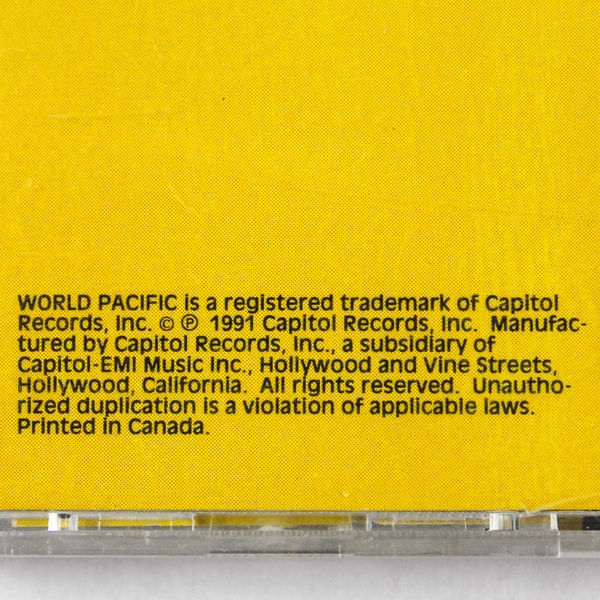 WORLD PACIFIC is a registered trademark of Capitol
Records, Inc. © ℗ 1991 Capitol Records, Inc. Manufac-
tured by Capitol Records, Inc., a subsidiary of
Capitol-EMI Music Inc., Hollywood and Vine Streets,
Hollywood, California. All rights reserved. Unautho-
rized duplication is a violation of applicable laws.
Printed in Canada.